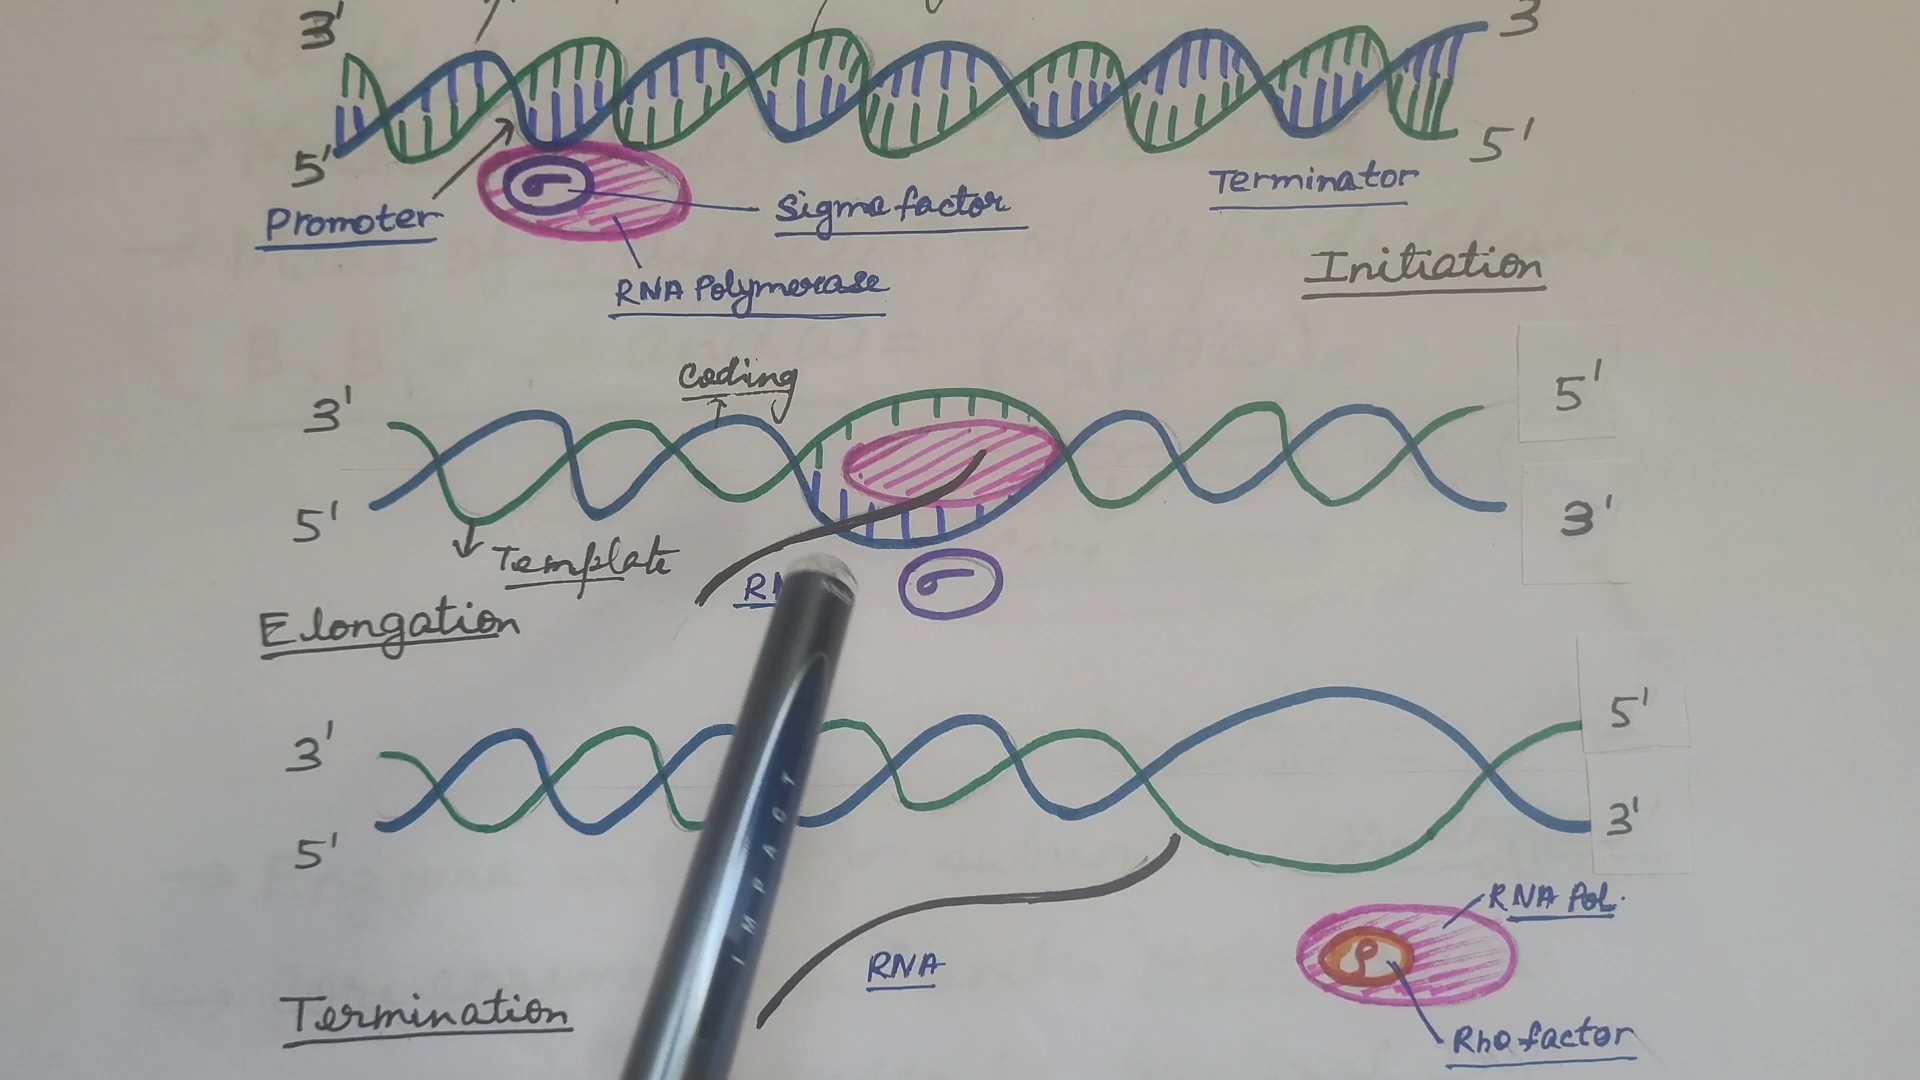 3'
3
5'
5'
Promoter
Sigma factor
Terminator
RNA Polymerase
Initiation
Coding
3'
5'
5'
3'
Template
Elongation
σ
3'
5'
5'
3'
IMPACT
RNA Pol.
RNA
ρ
Termination
Rho factor